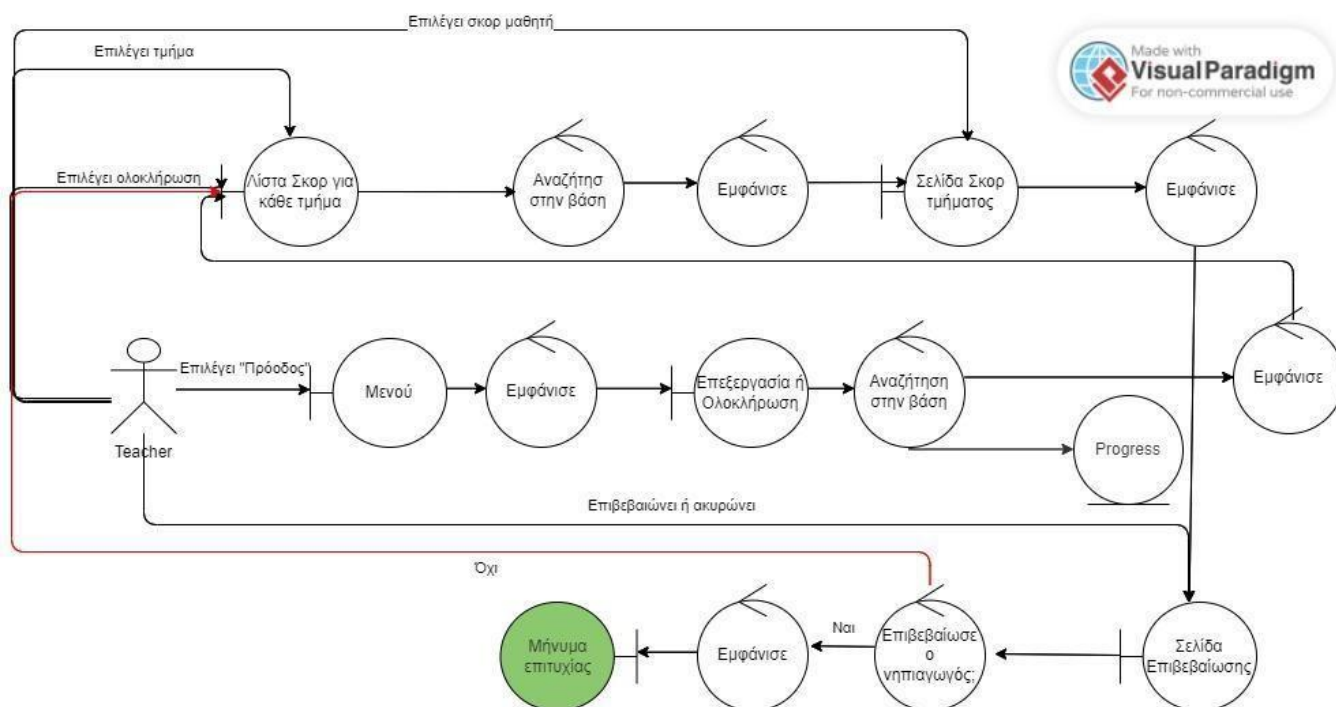 Επιλέγει σκορ μαθητή
Επιλέγει τμήμα
Made with
Visual Paradigm
For non-commercial use
Επιλέγει ολοκλήρωση
Λίστα Σκορ για
κάθε τμήμα
Αναζήτησ
στην βάση
Εμφάνισε
Σελίδα Σκορ
τμήματος
Εμφάνισε
Επιλέγει "Πρόοδος"
Μενού
Εμφάνισε
Επεξεργασία ή
Ολοκλήρωση
Αναζήτηση
στην βάση
Εμφάνισε
Teacher
Progress
Επιβεβαιώνει ή ακυρώνει
Όχι
Μήνυμα
επιτυχίας
Εμφάνισε
Ναι
Επιβεβαίωσε
ο
νηπιαγωγός;
Σελίδα
Επιβεβαίωσης